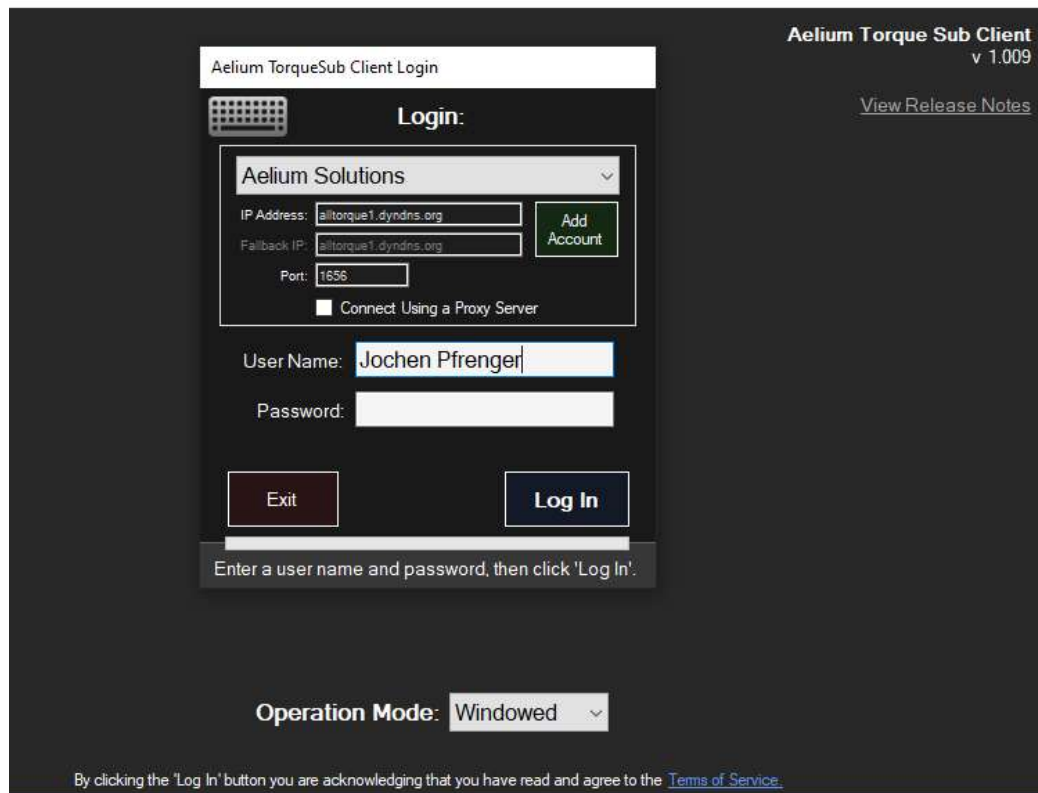 Aelium Torque Sub Client
v 1.009
View Release Notes
Aelium TorqueSub Client Login
Login:
Aelium Solutions
IP Address: alltorque1.dyndns.org
Fallback IP: alltorque1.dyndns.org
Add Account
Port: 1656
Connect Using a Proxy Server
User Name: Jochen Pfrenger
Password:
Exit
Log In
Enter a user name and password, then click 'Log In'.
Operation Mode: Windowed
By clicking the 'Log In' button you are acknowledging that you have read and agree to the Terms of Service.